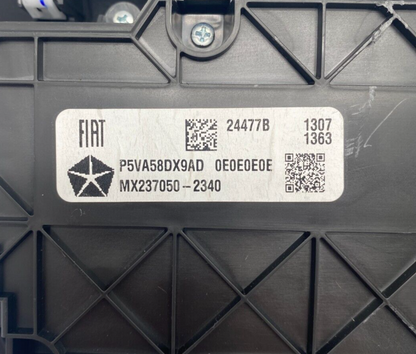 FIAT 24477B 1307
1363
P5VA58DX9AD 0E0E0E0E
MX237050-2340